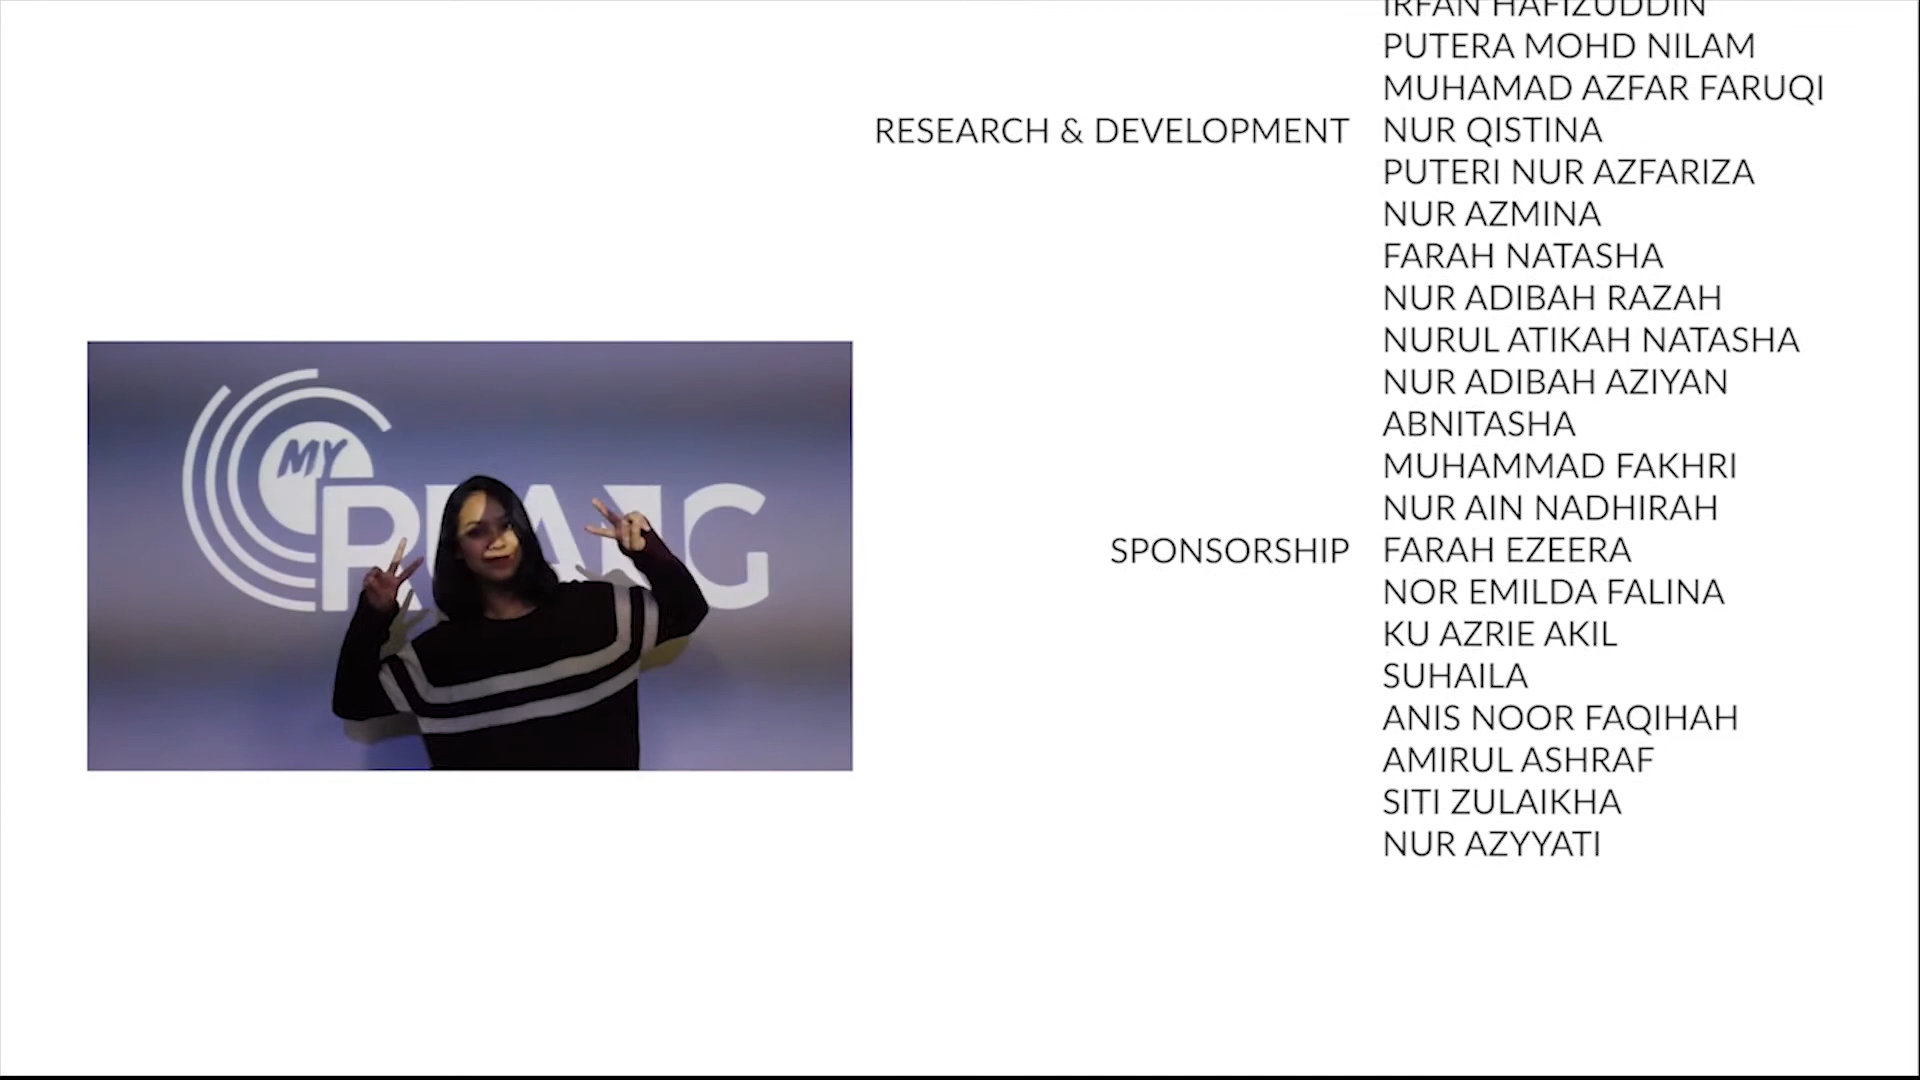 IRFAN HAFIZUDDIN
PUTERA MOHD NILAM
MUHAMAD AZFAR FARUQI
RESEARCH & DEVELOPMENT NUR QISTINA
PUTERI NUR AZFARIZA
NUR AZMINA
FARAH NATASHA
NUR ADIBAH RAZAH
NURUL ATIKAH NATASHA
NUR ADIBAH AZIYAN
ABNITASHA
MUHAMMAD FAKHRI
NUR AIN NADHIRAH
SPONSORSHIP FARAH EZEERA
NOR EMILDA FALINA
KU AZRIE AKIL
SUHAILA
ANIS NOOR FAQIHAH
AMIRUL ASHRAF
SITI ZULAIKHA
NUR AZYYATI
MY